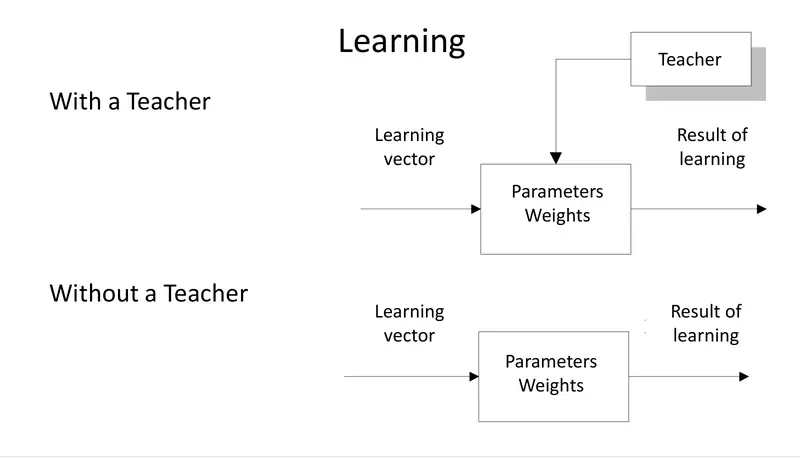 Learning
Teacher
With a Teacher
Learning
vector
Result of
learning
Parameters
Weights
Without a Teacher
Learning
vector
Result of
learning
Parameters
Weights